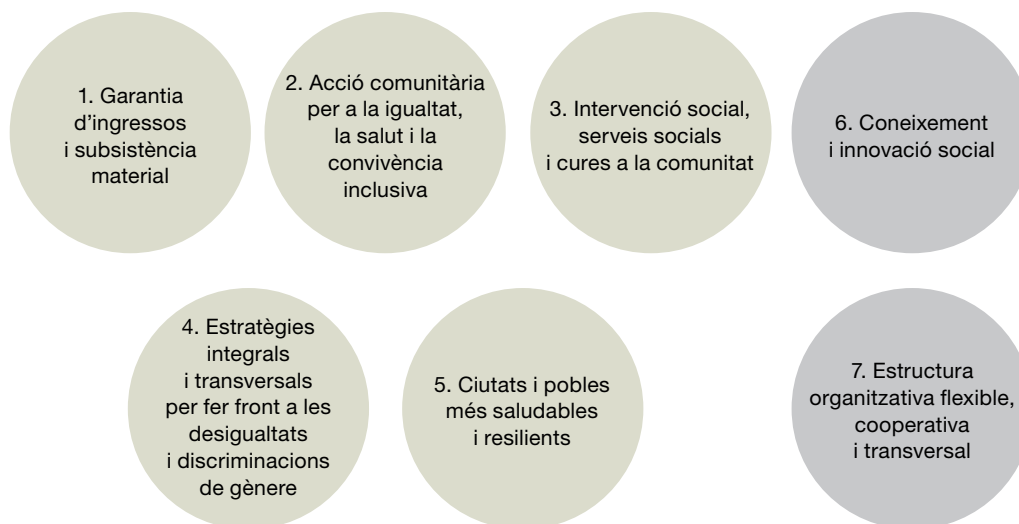 1. Garantia
d’ingressos
i subsistència
material
2. Acció comunitària
per a la igualtat,
la salut i la
convivència
inclusiva
3. Intervenció social,
serveis socials
i cures a la comunitat
6. Coneixement
i innovació social
4. Estratègies
integrals
i transversals
per fer front a les
desigualtats
i discriminacions
de gènere
5. Ciutats i pobles
més saludables
i resilients
7. Estructura
organitzativa flexible,
cooperativa
i transversal